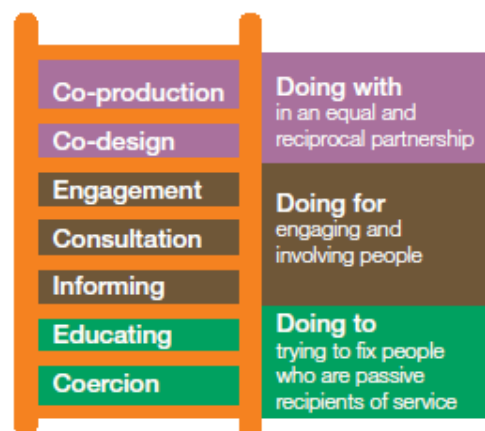 Co-production
Co-design
Engagement
Consultation
Informing
Educating
Coercion
Doing with
in an equal and
reciprocal partnership
Doing for
engaging and
involving people
Doing to
trying to fix people
who are passive
recipients of service